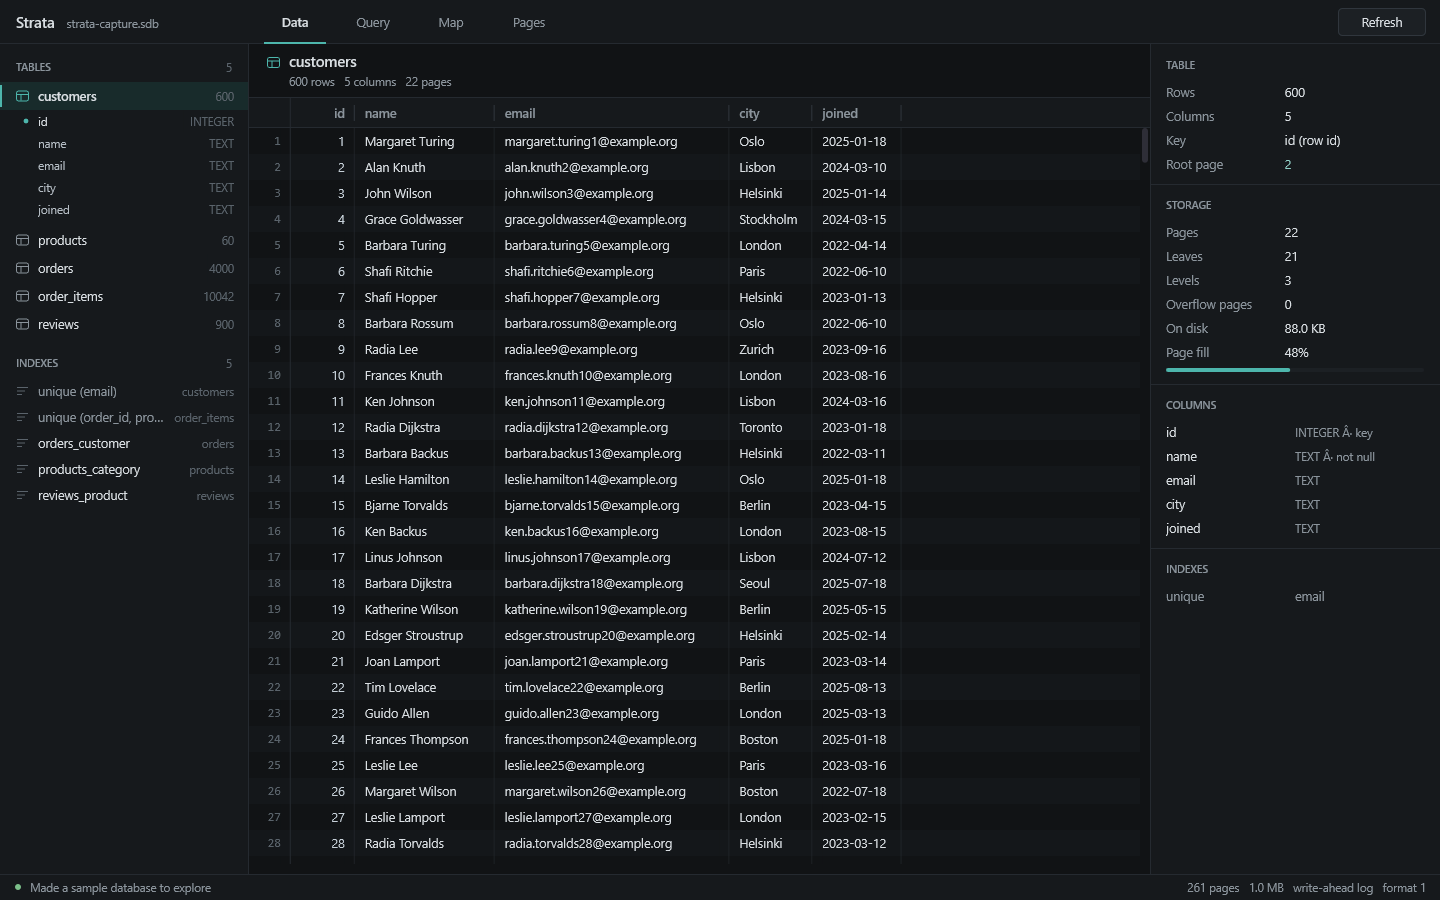 Strata strata-capture.sdb Data Query Map Pages Refresh
TABLES 5
customers 600
id INTEGER
name TEXT
email TEXT
city TEXT
joined TEXT
products 60
orders 4000
order_items 10042
reviews 900
INDEXES 5
unique (email) customers
unique (order_id, pro... order_items
orders_customer orders
products_category products
reviews_product reviews
customers
600 rows 5 columns 22 pages
id name email city joined
1 1 Margaret Turing margaret.turing1@example.org Oslo 2025-01-18
2 2 Alan Knuth alan.knuth2@example.org Lisbon 2024-03-10
3 3 John Wilson john.wilson3@example.org Helsinki 2025-01-14
4 4 Grace Goldwasser grace.goldwasser4@example.org Stockholm 2024-03-15
5 5 Barbara Turing barbara.turing5@example.org London 2022-04-14
6 6 Shafi Ritchie shafi.ritchie6@example.org Paris 2022-06-10
7 7 Shafi Hopper shafi.hopper7@example.org Helsinki 2023-01-13
8 8 Barbara Rossum barbara.rossum8@example.org Oslo 2022-06-10
9 9 Radia Lee radia.lee9@example.org Zurich 2023-09-16
10 10 Frances Knuth frances.knuth10@example.org London 2023-08-16
11 11 Ken Johnson ken.johnson11@example.org Lisbon 2024-03-16
12 12 Radia Dijkstra radia.dijkstra12@example.org Toronto 2023-01-18
13 13 Barbara Backus barbara.backus13@example.org Helsinki 2022-03-11
14 14 Leslie Hamilton leslie.hamilton14@example.org Oslo 2025-01-18
15 15 Bjarne Torvalds bjarne.torvalds15@example.org Berlin 2023-04-15
16 16 Ken Backus ken.backus16@example.org London 2023-08-15
17 17 Linus Johnson linus.johnson17@example.org Lisbon 2024-07-12
18 18 Barbara Dijkstra barbara.dijkstra18@example.org Seoul 2025-07-18
19 19 Katherine Wilson katherine.wilson19@example.org Berlin 2025-05-15
20 20 Edsger Stroustrup edsger.stroustrup20@example.org Helsinki 2025-02-14
21 21 Joan Lamport joan.lamport21@example.org Paris 2023-03-14
22 22 Tim Lovelace tim.lovelace22@example.org Berlin 2025-08-13
23 23 Guido Allen guido.allen23@example.org London 2025-03-13
24 24 Frances Thompson frances.thompson24@example.org Boston 2025-01-18
25 25 Leslie Lee leslie.lee25@example.org Paris 2023-03-16
26 26 Margaret Wilson margaret.wilson26@example.org Boston 2022-07-18
27 27 Leslie Lamport leslie.lamport27@example.org London 2023-02-15
28 28 Radia Torvalds radia.torvalds28@example.org Helsinki 2023-03-12
TABLE
Rows 600
Columns 5
Key id (row id)
Root page 2
STORAGE
Pages 22
Leaves 21
Levels 3
Overflow pages 0
On disk 88.0 KB
Page fill 48%
COLUMNS
id INTEGER Â· key
name TEXT Â· not null
email TEXT
city TEXT
joined TEXT
INDEXES
unique email
Made a sample database to explore 261 pages 1.0 MB write-ahead log format 1